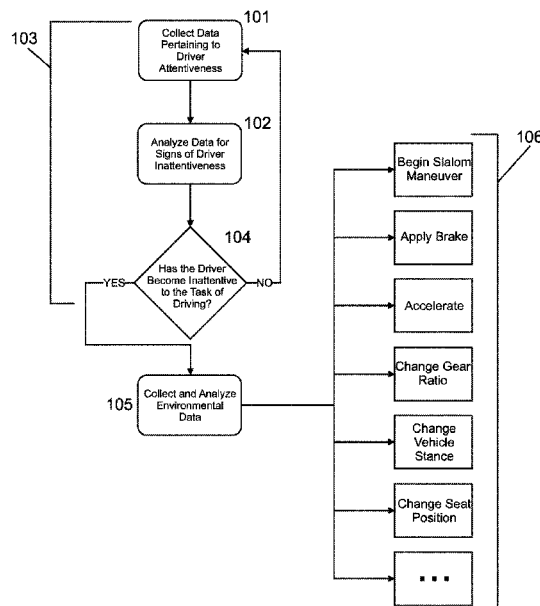 101
Collect Data
Pertaining to
Driver
Attentiveness
103
102
Analyze Data for
Signs of Driver
Inattentiveness
104
Has the Driver
Become Inattentive
to the Task of
Driving?
YES
NO
105
Collect and Analyze
Environmental
Data
106
Begin Slalom
Maneuver
Apply Brake
Accelerate
Change Gear
Ratio
Change
Vehicle
Stance
Change Seat
Position
...